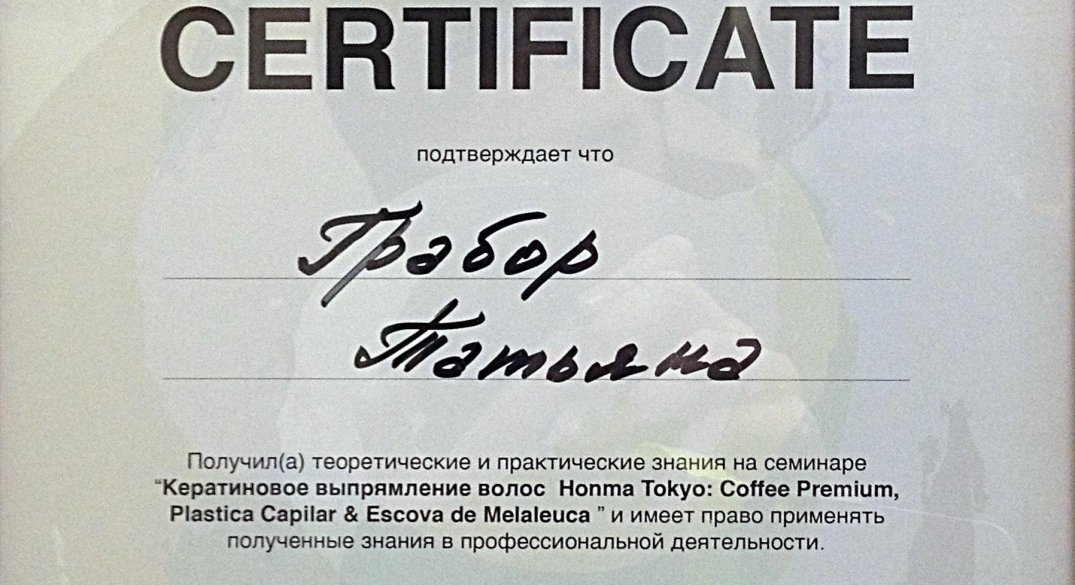 CERTIFICATE
подтверждает что
Грабор
Татьяна
Получил(а) теоретические и практические знания на семинаре
“Кератиновое выпрямление волос Honma Tokyo: Coffee Premium,
Plastica Capilar & Escova de Melaleuca ” и имеет право применять
полученные знания в профессиональной деятельности.